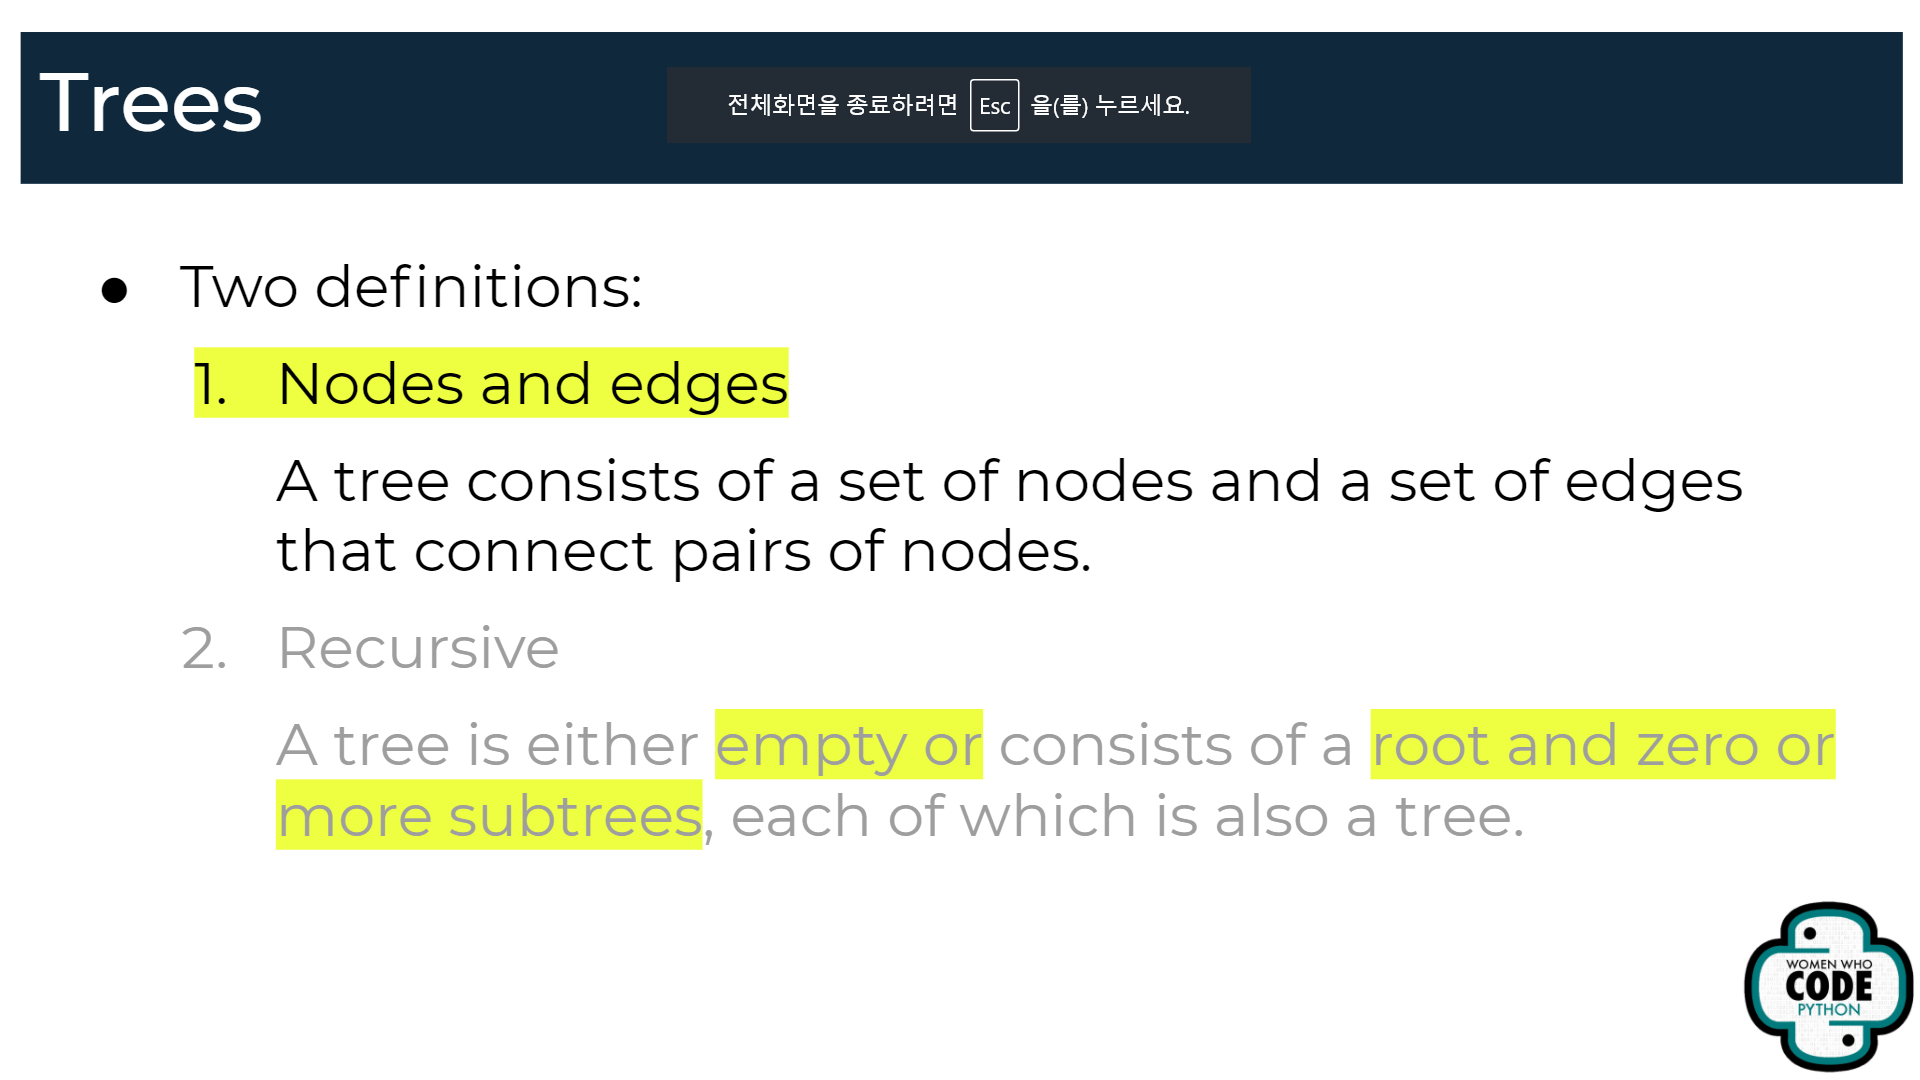 Trees
전체화면을 종료하려면 Esc 을(를) 누르세요.
● Two definitions:
1. Nodes and edges
A tree consists of a set of nodes and a set of edges
that connect pairs of nodes.
2. Recursive
A tree is either empty or consists of a root and zero or
more subtrees, each of which is also a tree.
WOMEN WHO
CODE
PYTHON